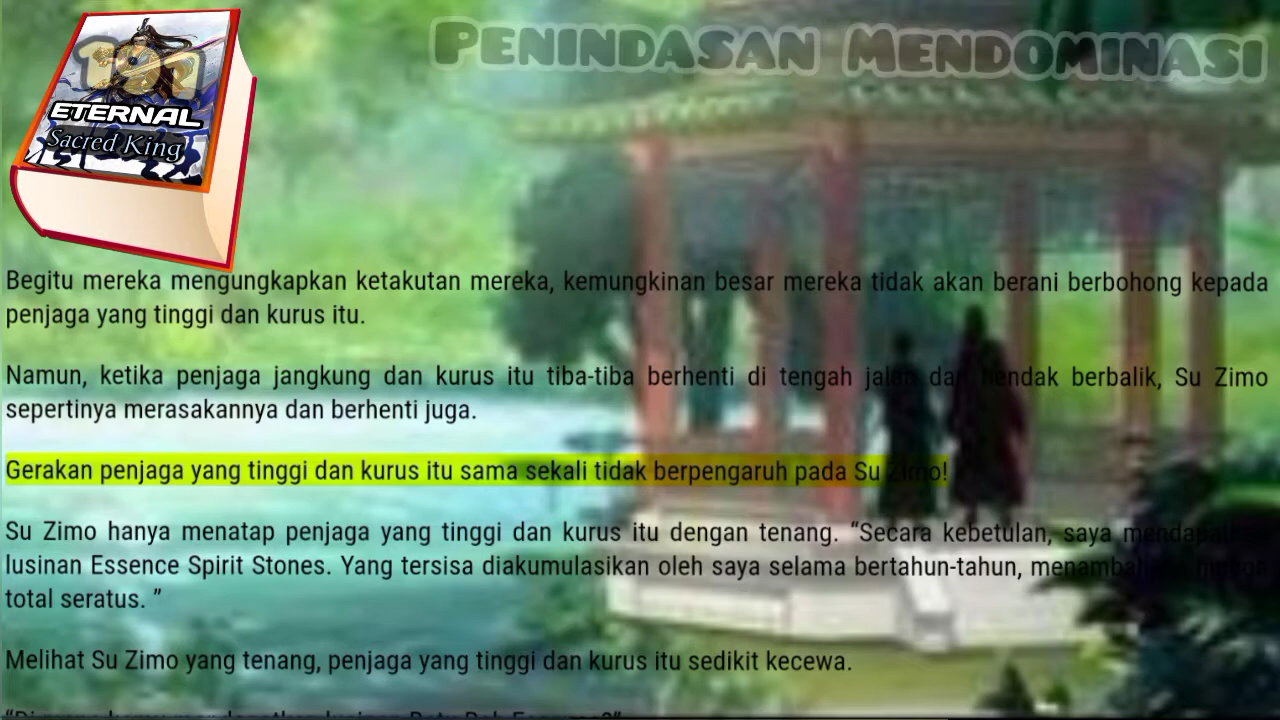 PENINDASAN MENDOMINASI
ETERNAL
Sacred King
Begitu mereka mengungkapkan ketakutan mereka, kemungkinan besar mereka tidak akan berani berbohong kepada
penjaga yang tinggi dan kurus itu.
Namun, ketika penjaga jangkung dan kurus itu tiba-tiba berhenti di tengah jalan dan hendak berbalik, Su Zimo
sepertinya merasakannya dan berhenti juga.
Gerakan penjaga yang tinggi dan kurus itu sama sekali tidak berpengaruh pada Su Zimo!
Su Zimo hanya menatap penjaga yang tinggi dan kurus itu dengan tenang. “Secara kebetulan, saya
lusinan Essence Spirit Stones. Yang tersisa diakumulasikan oleh saya selama bertahun-tahun,
total seratus. ”
Melihat Su Zimo yang tenang, penjaga yang tinggi dan kurus itu sedikit kecewa.